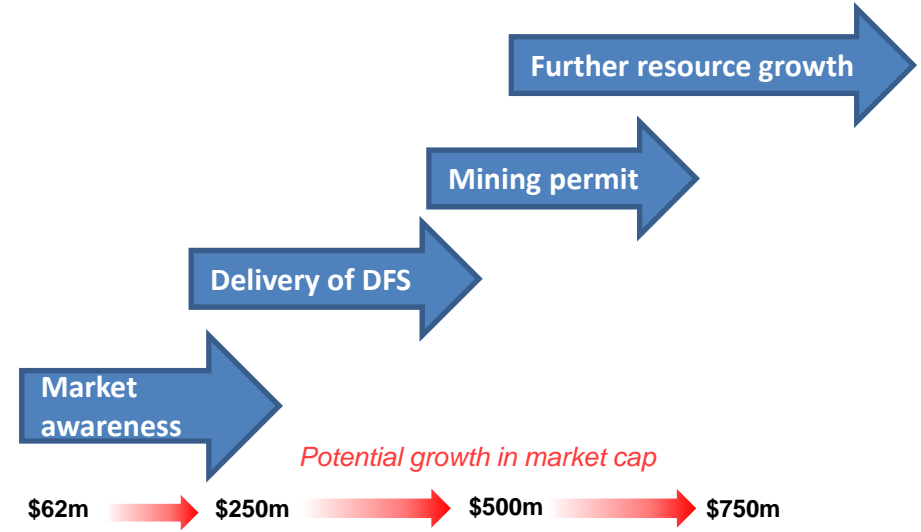 Further resource growth
Mining permit
Delivery of DFS
Market
awareness
Potential growth in market cap
$62m $250m $500m $750m